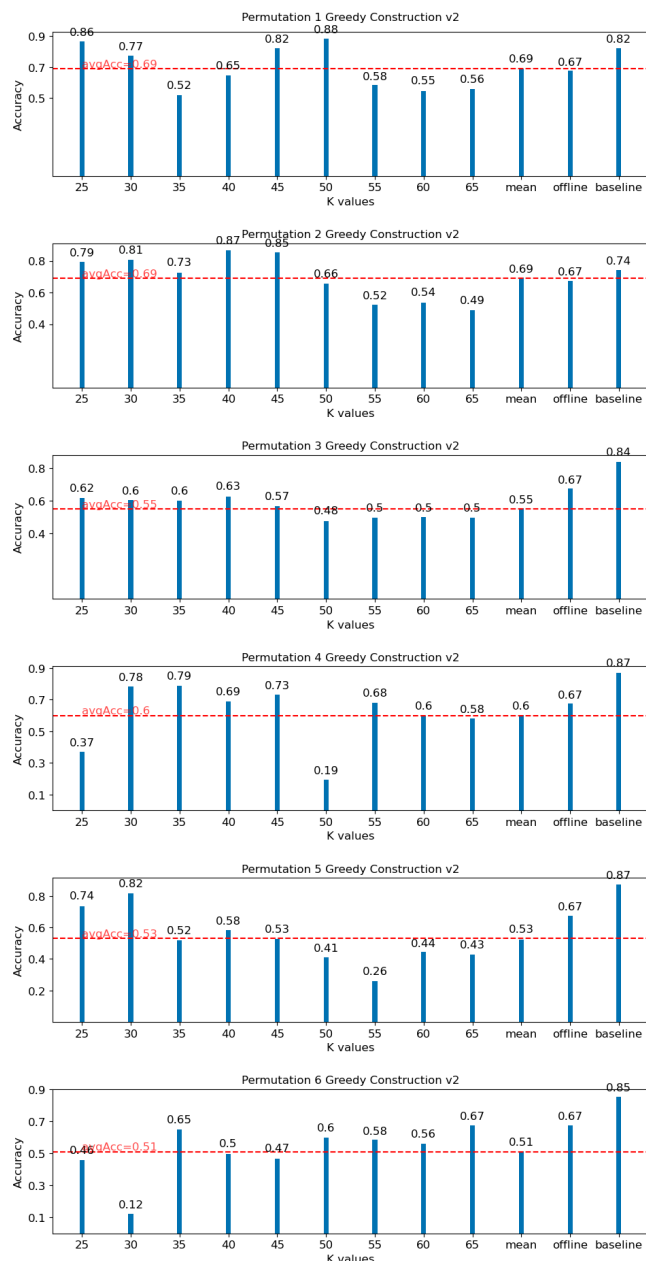 Permutation 1 Greedy Construction v2
0.86 0.77 0.52 0.65 0.82 0.88 0.58 0.55 0.56 0.69 0.67 0.82
avgAcc=0.69
0.9
0.7
0.5
Accuracy
25 30 35 40 45 50 55 60 65 mean offline baseline
K values
Permutation 2 Greedy Construction v2
0.79 0.81 0.73 0.87 0.85 0.66 0.52 0.54 0.49 0.69 0.67 0.74
avgAcc=0.69
0.8
0.6
0.4
Accuracy
25 30 35 40 45 50 55 60 65 mean offline baseline
K values
Permutation 3 Greedy Construction v2
0.62 0.6 0.6 0.63 0.57 0.48 0.5 0.5 0.5 0.55 0.67 0.84
avgAcc=0.55
0.8
0.6
0.4
Accuracy
25 30 35 40 45 50 55 60 65 mean offline baseline
K values
Permutation 4 Greedy Construction v2
0.37 0.78 0.79 0.69 0.73 0.19 0.68 0.6 0.58 0.6 0.67 0.87
avgAcc=0.6
0.9
0.7
0.5
0.3
0.1
Accuracy
25 30 35 40 45 50 55 60 65 mean offline baseline
K values
Permutation 5 Greedy Construction v2
0.74 0.82 0.52 0.58 0.53 0.41 0.26 0.44 0.43 0.53 0.67 0.87
avgAcc=0.53
0.8
0.6
0.4
0.2
Accuracy
25 30 35 40 45 50 55 60 65 mean offline baseline
K values
Permutation 6 Greedy Construction v2
0.46 0.12 0.65 0.5 0.47 0.6 0.58 0.56 0.67 0.51 0.67 0.85
avgAcc=0.51
0.9
0.7
0.5
0.3
0.1
Accuracy
25 30 35 40 45 50 55 60 65 mean offline baseline
K values